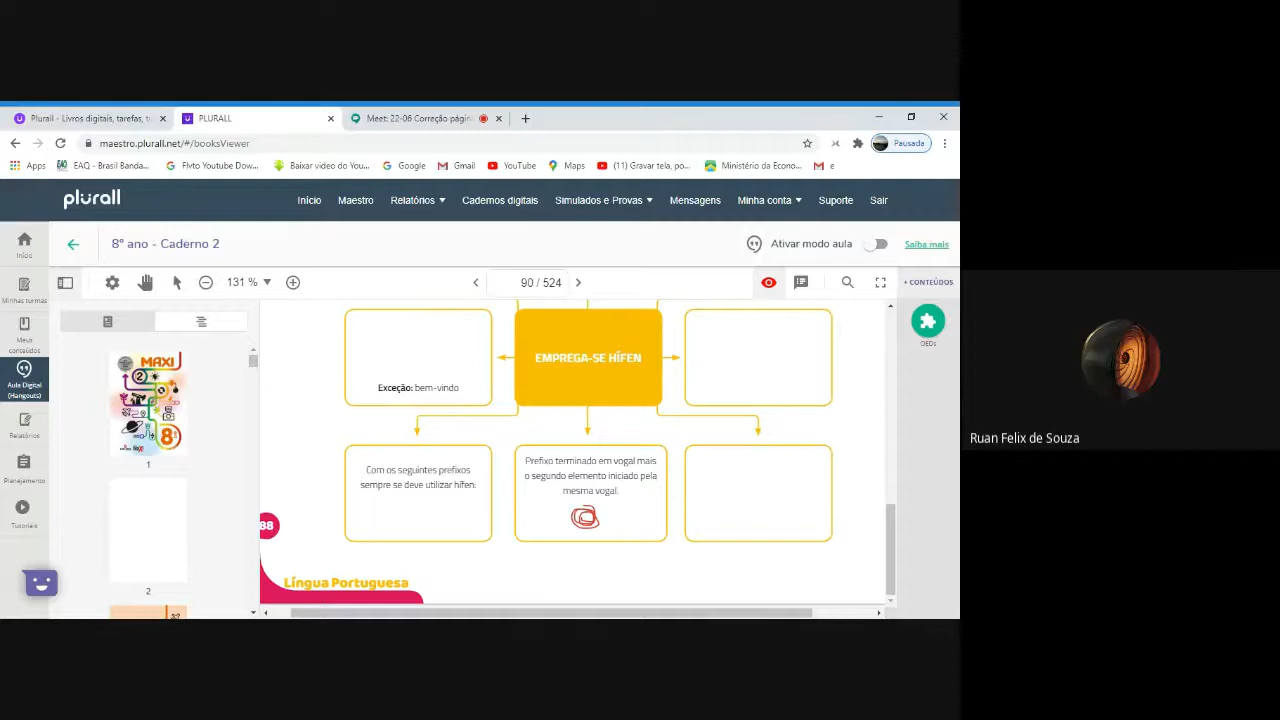 Plurall - Livros digitais, tarefas, t
PLURALL
Meet: 22-06 Correção págin
maestro.plurall.net/#/booksViewer
Pausada
Apps
EAQ - Brasil Banda...
Flvto Youtube Dow...
Baixar video do You...
Google
Gmail
YouTube
Maps
(11) Gravar tela, po...
Ministério da Econo...
e
plurall
Início
Maestro
Relatórios
Cadernos digitais
Simulados e Provas
Mensagens
Minha conta
Suporte
Sair
8º ano - Caderno 2
Ativar modo aula
Saiba mais
131 %
90 / 524
+ CONTEÚDOS
OEDs
Início
Minhas turmas
Meus
conteúdos
Aula Digital
(Hangouts)
Relatórios
Planejamento
Tutoriais
MAXI
2
8
1
2
EMPREGA-SE HÍFEN
Exceção: bem-vindo
Com os seguintes prefixos
sempre se deve utilizar hífen:
Prefixo terminado em vogal mais
o segundo elemento iniciado pela
mesma vogal.
88
Língua Portuguesa
Ruan Felix de Souza